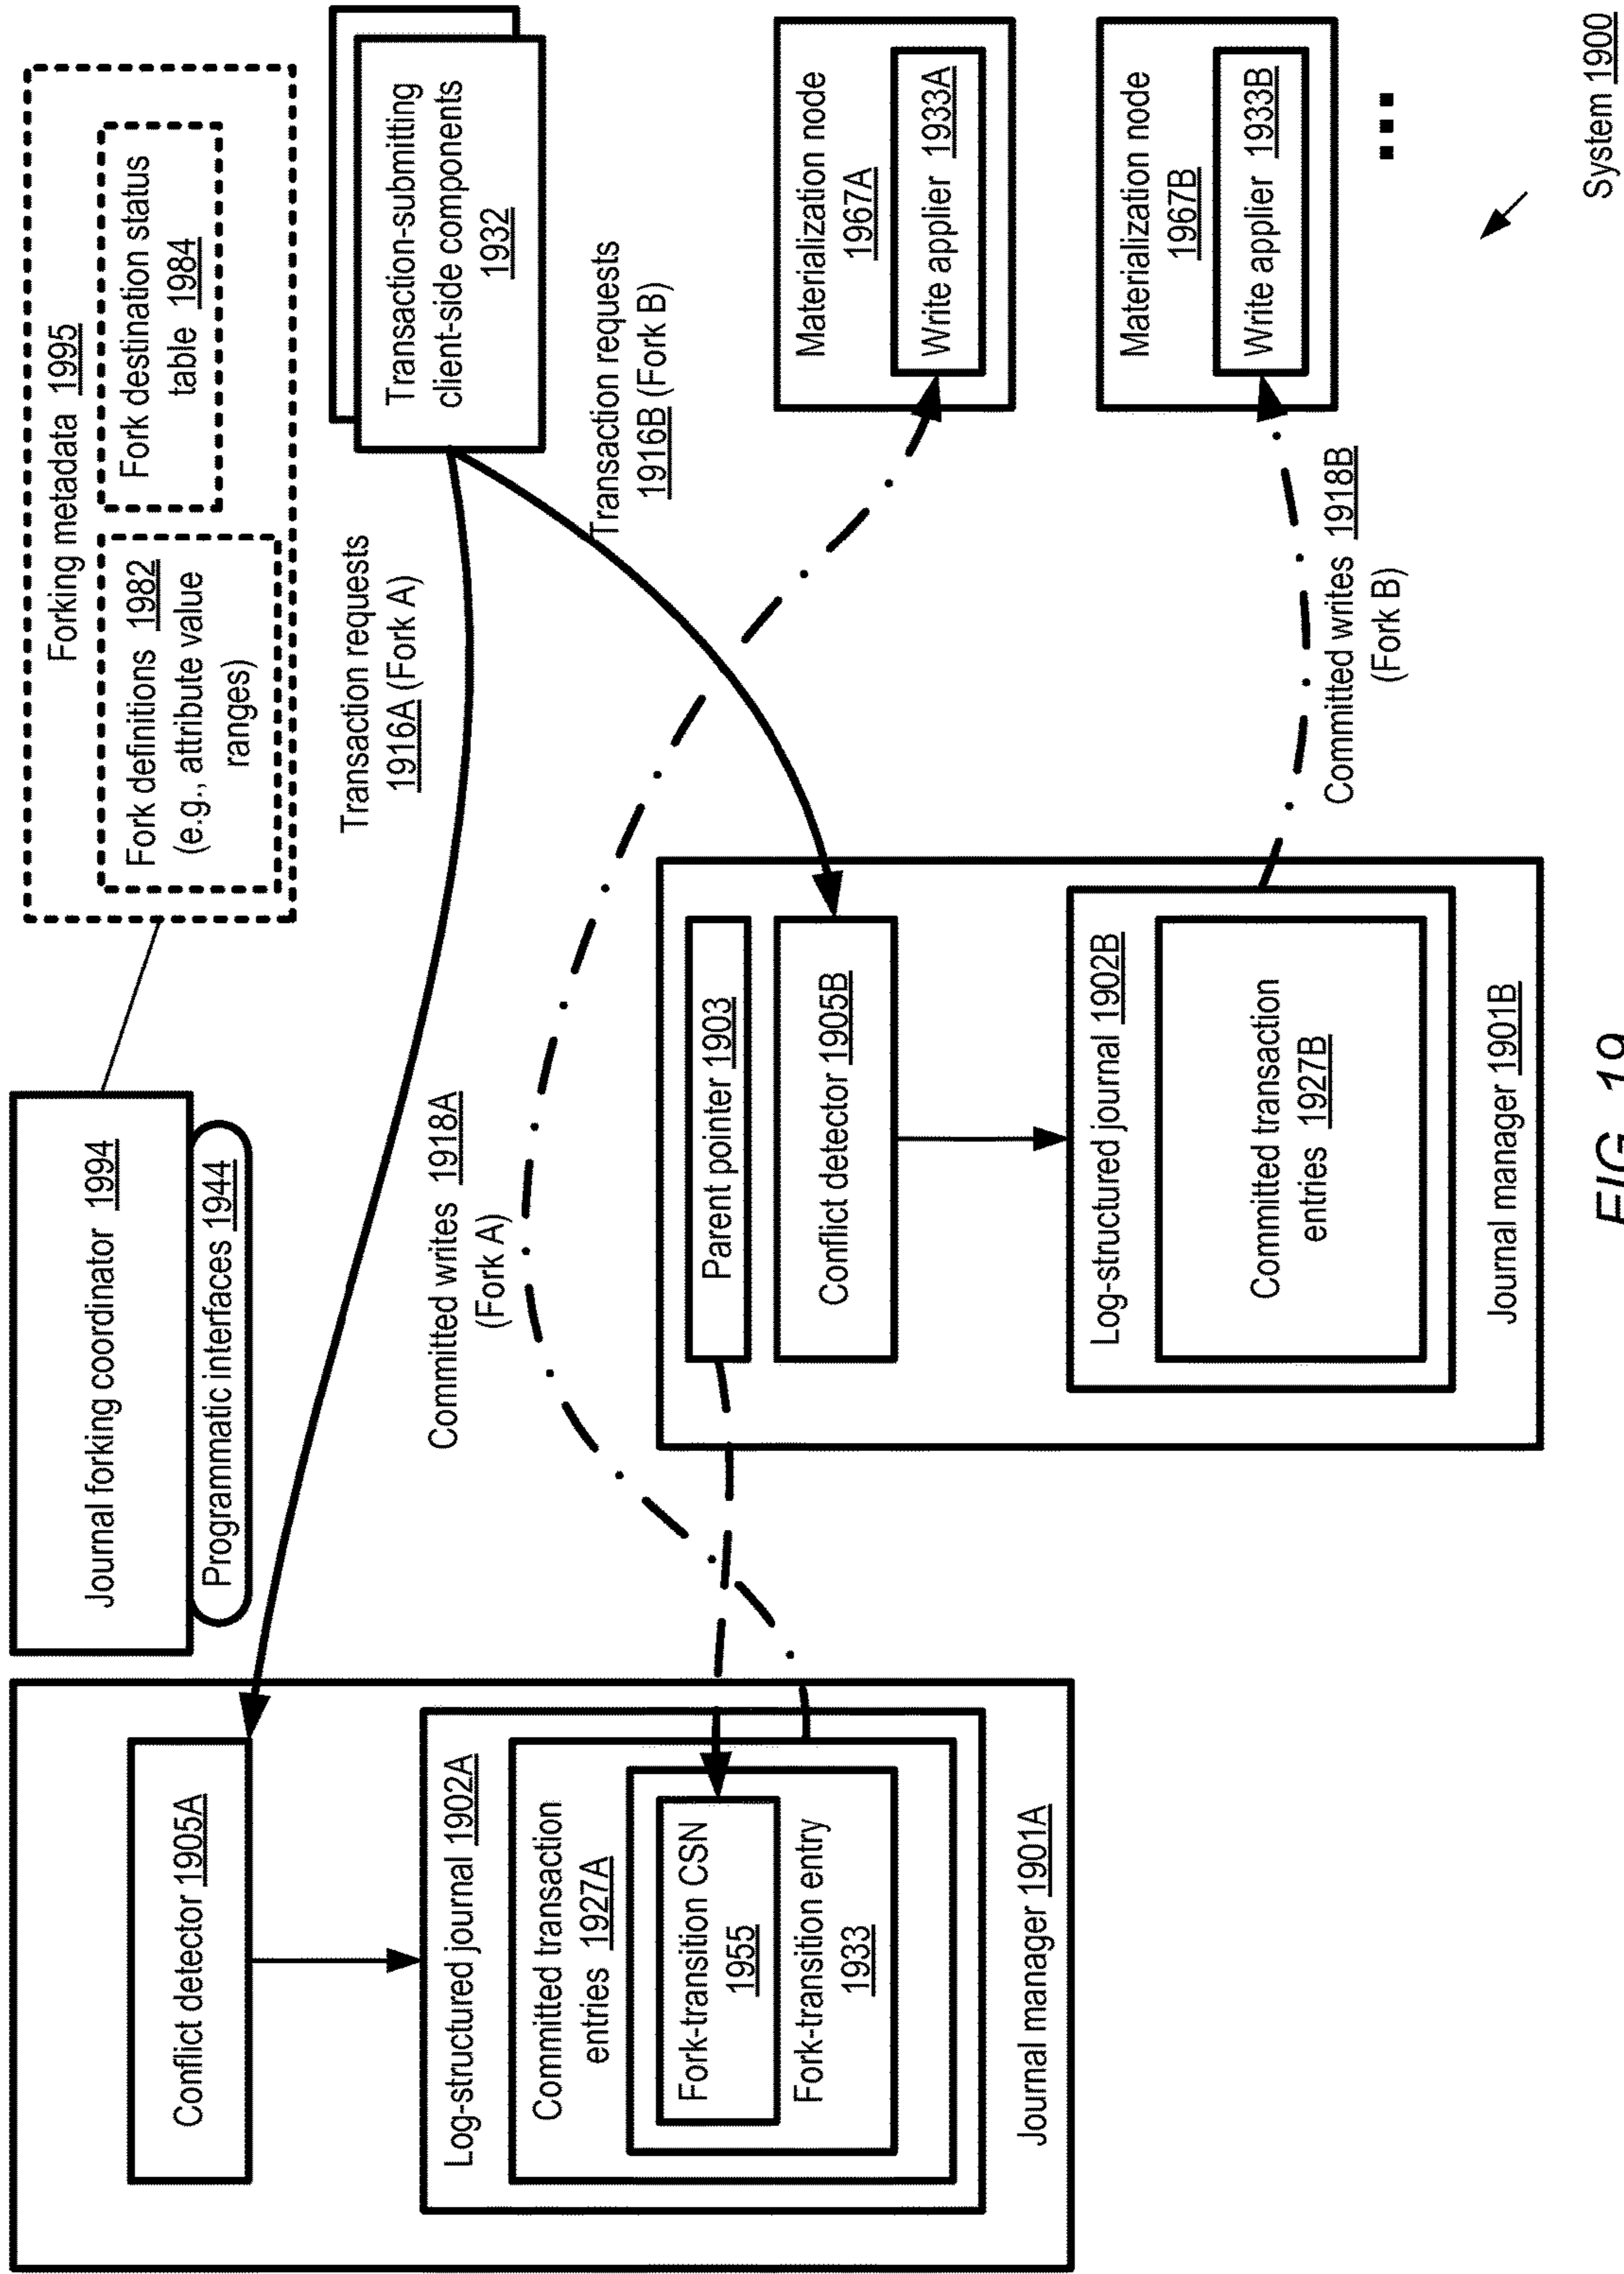 Journal forking coordinator 1994
Programmatic interfaces 1944
Forking metadata 1995
Fork definitions 1982
(e.g., attribute value
ranges)
Fork destination status
table 1984
Transaction-submitting
client-side components
1932
Transaction requests
1916A (Fork A)
Transaction requests
1916B (Fork B)
Conflict detector 1905A
Log-structured journal 1902A
Committed transaction
entries 1927A
Fork-transition CSN
1955
Fork-transition entry
1933
Journal manager 1901A
Committed writes 1918A
(Fork A)
Parent pointer 1903
Conflict detector 1905B
Log-structured journal 1902B
Committed transaction
entries 1927B
Journal manager 1901B
Committed writes 1918B
(Fork B)
Materialization node
1967A
Write applier 1933A
Materialization node
1967B
Write applier 1933B
System 1900
FIG. 19